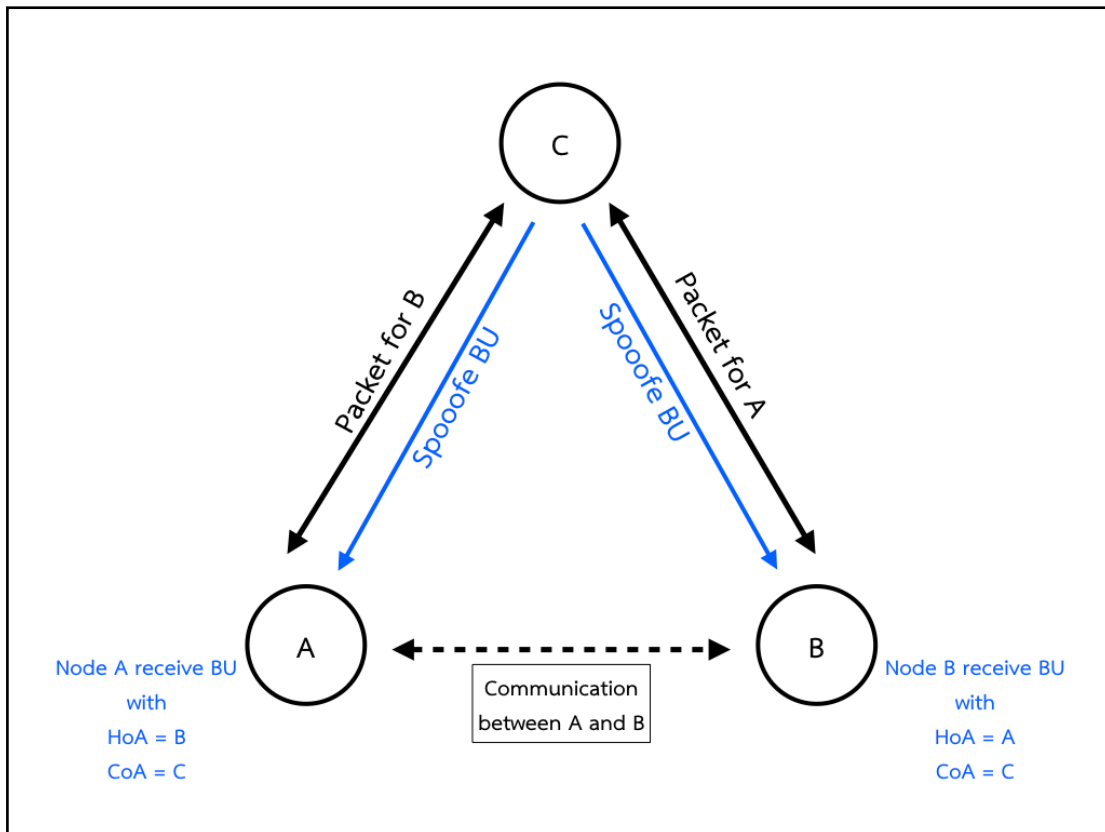 C
Packet for B
Spooofe BU
Spooofe BU
Packet for A
A
B
Node A receive BU
with
HoA = B
CoA = C
Communication
between A and B
Node B receive BU
with
HoA = A
CoA = C